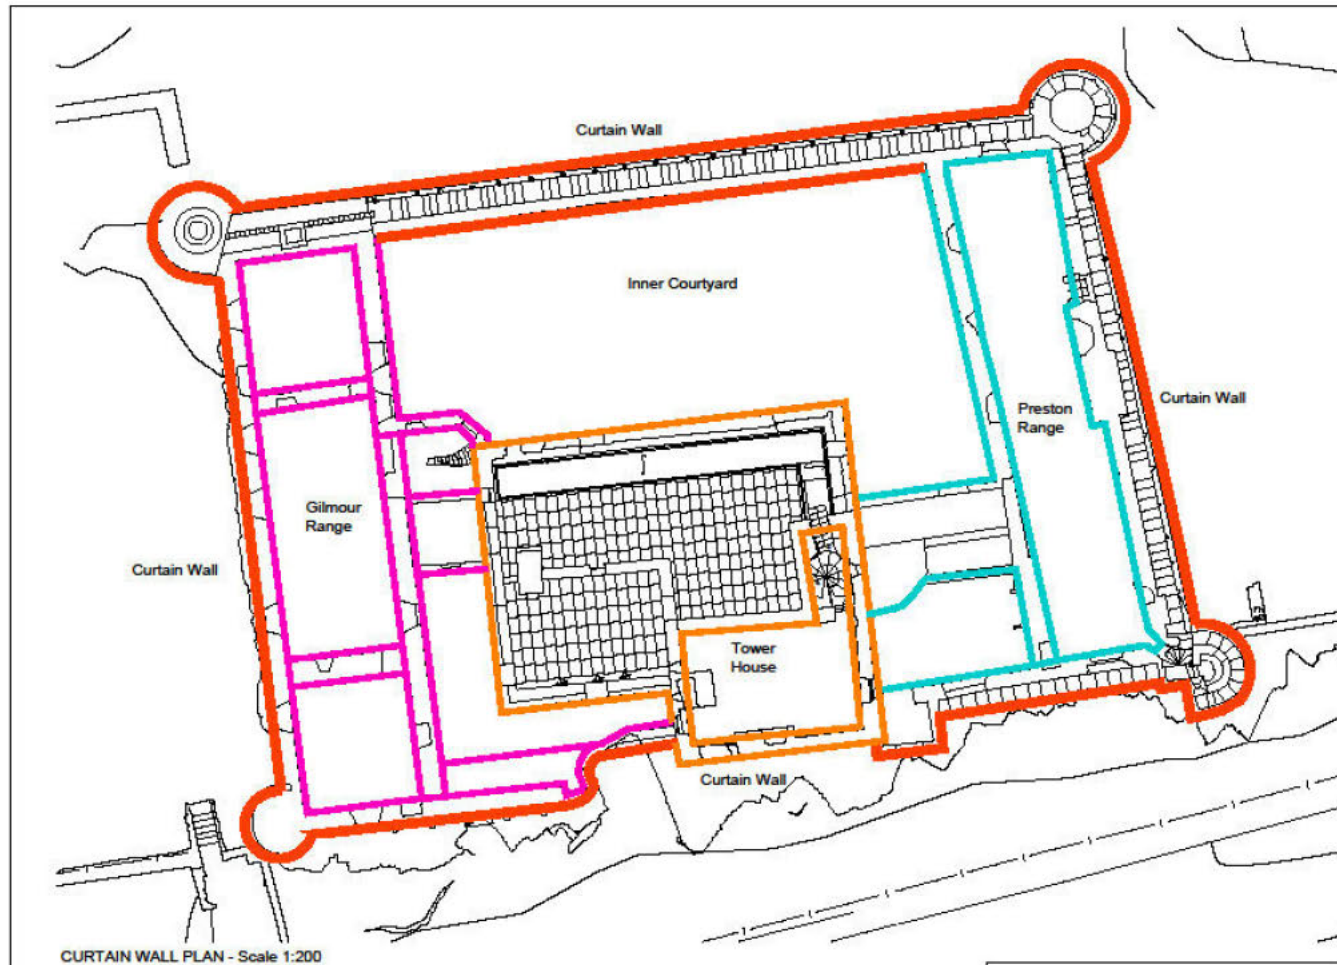 Curtain Wall
Inner Courtyard
Preston
Range
Curtain Wall
Gilmour
Range
Curtain Wall
Tower
House
Curtain Wall
CURTAIN WALL PLAN - Scale 1:200